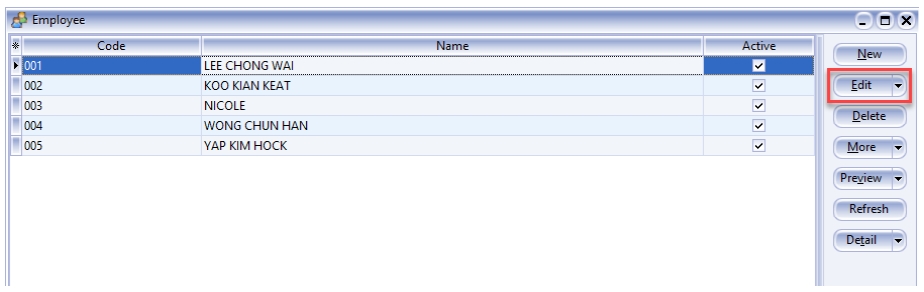 Employee
Code Name Active
001 LEE CHONG WAI
002 KOO KIAN KEAT
003 NICOLE
004 WONG CHUN HAN
005 YAP KIM HOCK
New
Edit
Delete
More
Preview
Refresh
Detail